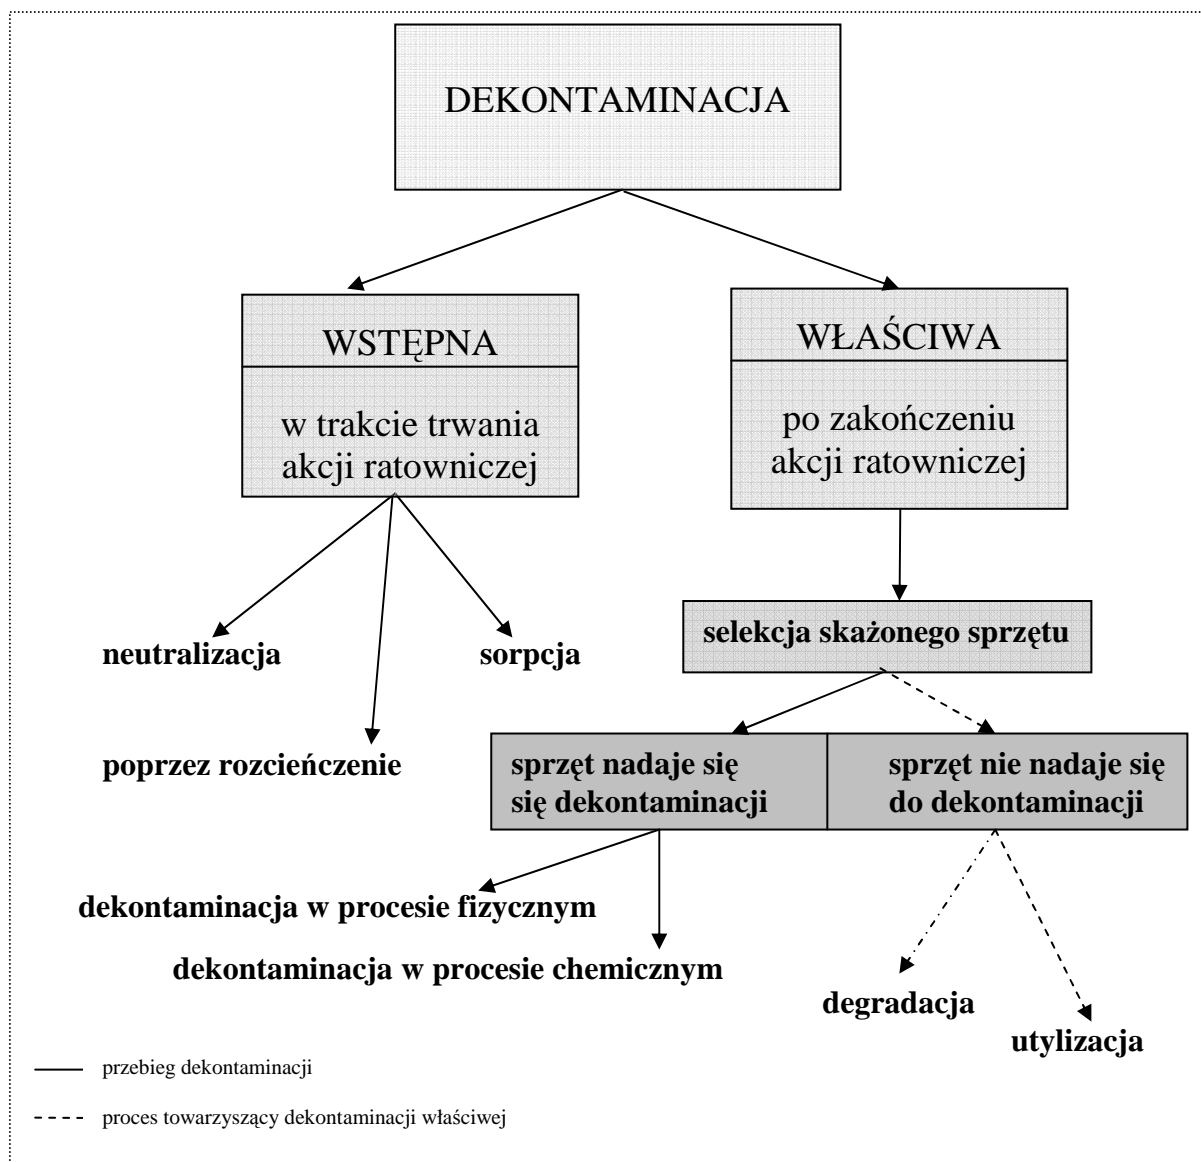 DEKONTAMINACJA
WSTĘPNA
w trakcie trwania
akcji ratowniczej
WŁAŚCIWA
po zakończeniu
akcji ratowniczej
neutralizacja
sorpcja
poprzez rozcieńczenie
selekcja skażonego sprzętu
sprzęt nadaje się
się dekontaminacji
sprzęt nie nadaje się
do dekontaminacji
dekontaminacja w procesie fizycznym
dekontaminacja w procesie chemicznym
degradacja
utylizacja
przebieg dekontaminacji
proces towarzyszący dekontaminacji właściwej